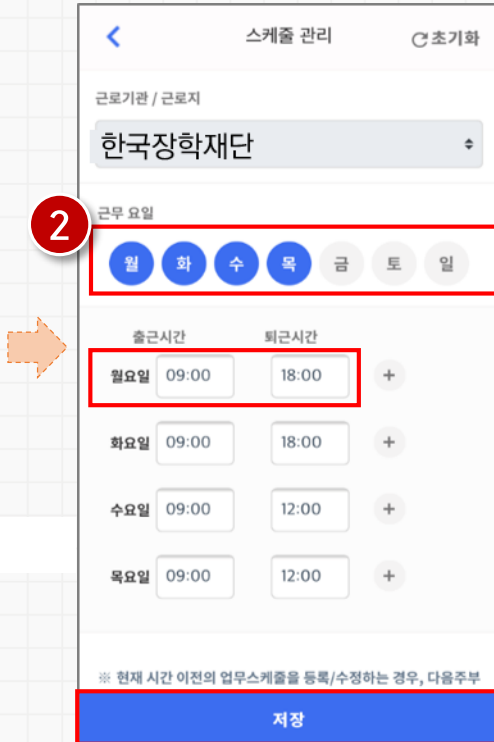 스케줄 관리 초기화
근로기관 / 근로지
한국장학재단
2
근무 요일
월 화 수 목 금 토 일
출근시간 퇴근시간
월요일 09:00 18:00 +
화요일 09:00 18:00 +
수요일 09:00 12:00 +
목요일 09:00 12:00 +
※ 현재 시간 이전의 업무스케줄을 등록/수정하는 경우, 다음주부
저장